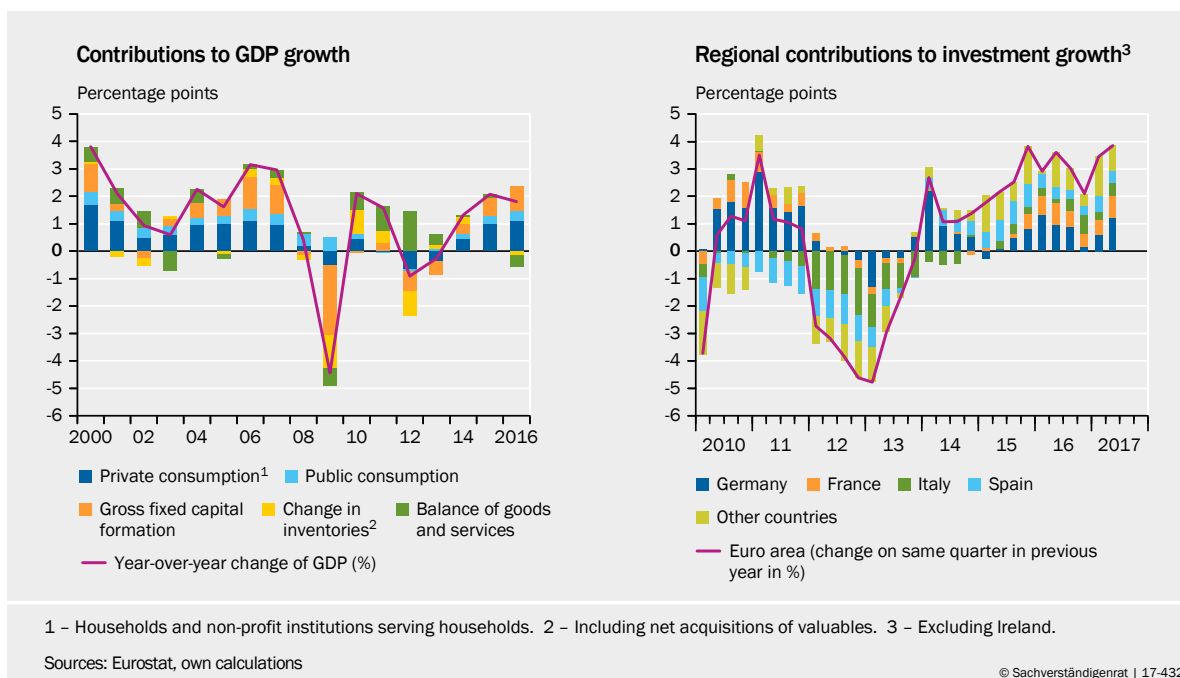 Contributions to GDP growth
Percentage points
5
4
3
2
1
0
-1
-2
-3
-4
-5
-6
2000 02 04 06 08 10 12 14 2016
Private consumption1 Public consumption
Gross fixed capital formation
Change in inventories2
Balance of goods and services
Year-over-year change of GDP (%)
Regional contributions to investment growth3
Percentage points
5
4
3
2
1
0
-1
-2
-3
-4
-5
-6
2010 11 12 13 14 15 16 2017
Germany France Italy Spain
Other countries
Euro area (change on same quarter in previous
year in %)
1 – Households and non-profit institutions serving households. 2 – Including net acquisitions of valuables. 3 – Excluding Ireland.
Sources: Eurostat, own calculations
© Sachverständigenrat | 17-432